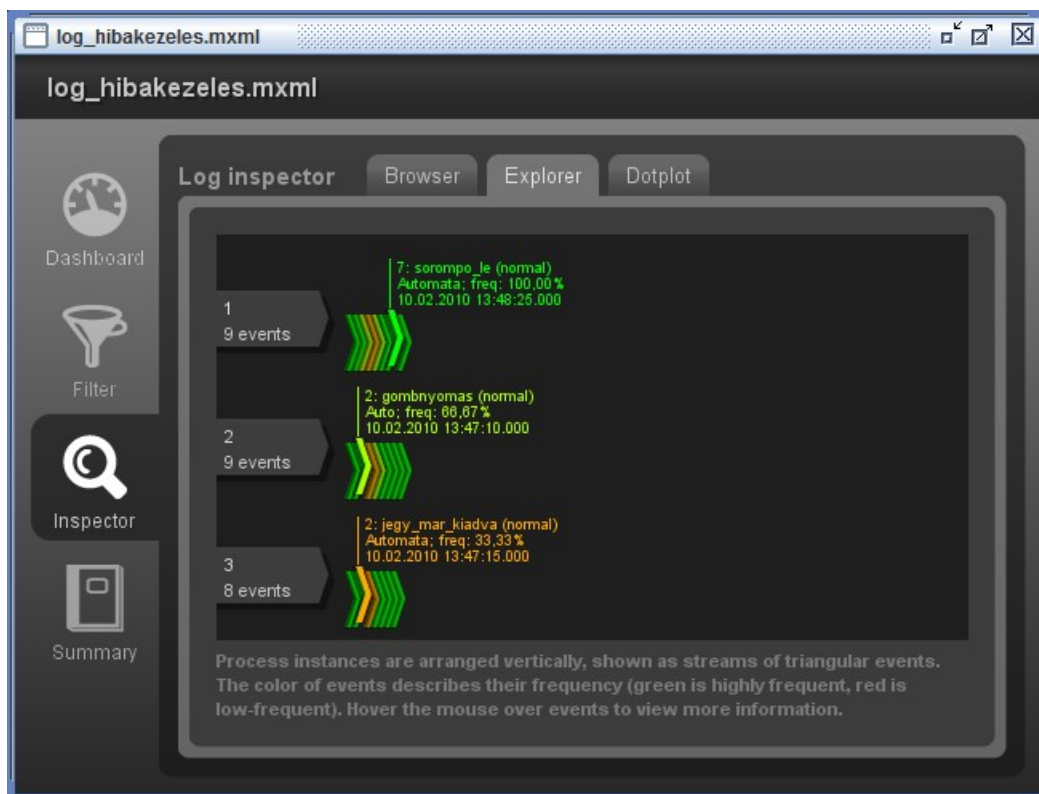 log_hibakezeles.mxml
log_hibakezeles.mxml
Log inspector
Browser
Explorer
Dotplot
Dashboard
Filter
Inspector
Summary
1
9 events
7: sorompo_le (normal)
Automata; freq: 100,00%
10.02.2010 13:48:25.000
2
9 events
2: gombnyomas (normal)
Auto; freq: 66,67%
10.02.2010 13:47:10.000
3
8 events
2: jegy_mar_kiadva (normal)
Automata; freq: 33,33%
10.02.2010 13:47:15.000
Process instances are arranged vertically, shown as streams of triangular events.
The color of events describes their frequency (green is highly frequent, red is
low-frequent). Hover the mouse over events to view more information.